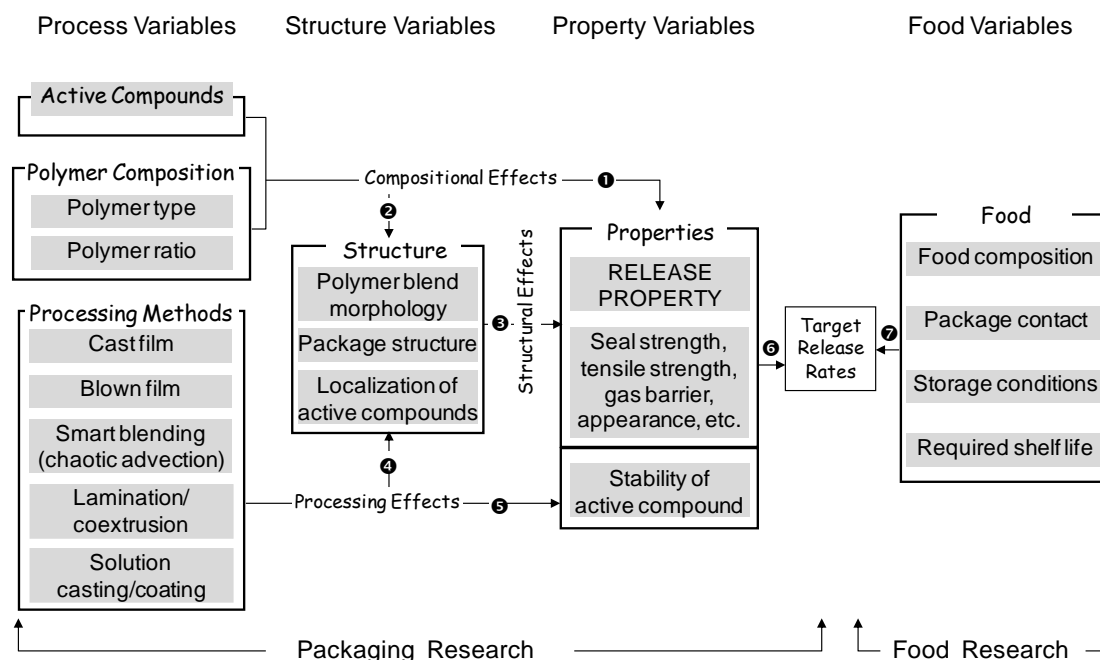 Process Variables
Structure Variables
Property Variables
Food Variables
Active Compounds
Polymer Composition
Polymer type
Polymer ratio
Compositional Effects
❶
❷
Processing Methods
Cast film
Blown film
Smart blending
(chaotic advection)
Lamination/
coextrusion
Solution
casting/coating
Structure
Polymer blend
morphology
Package structure
Localization of
active compounds
❸
Structural Effects
❹
Processing Effects
❺
Properties
RELEASE
PROPERTY
Seal strength,
tensile strength,
gas barrier,
appearance, etc.
Stability of
active compound
❻
Target
Release
Rates
❼
Food
Food composition
Package contact
Storage conditions
Required shelf life
Packaging Research
Food Research